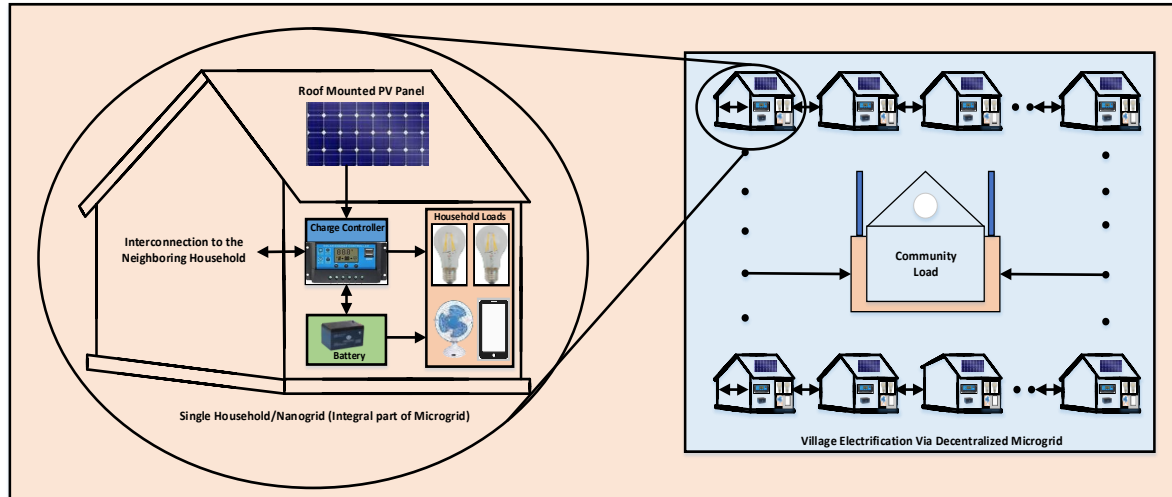 Roof Mounted PV Panel
Charge Controller
Household Loads
Interconnection to the
Neighboring Household
Battery
Single Household/Nanogrid (Integral part of Microgrid)
Community
Load
Village Electrification Via Decentralized Microgrid